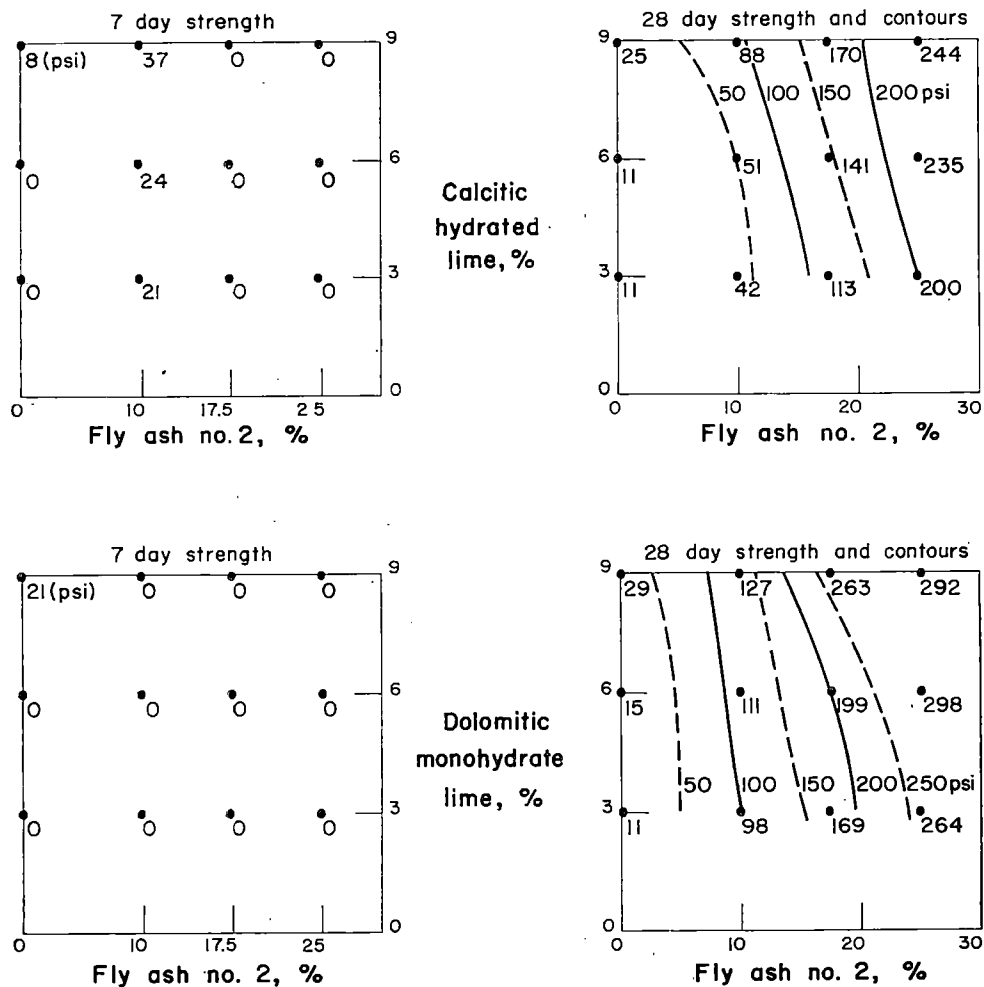 7 day strength
28 day strength and contours
8 (psi) 37 0 0 9
9 25 88 170 244
50 100 150 200 psi
0 24 0 0 6
6 11 51 141 235
Calcitic
hydrated
lime, %
0 21 0 0 3
3 11 42 113 200
0
0
0 10 17.5 25
0 10 20 30
Fly ash no. 2, %
Fly ash no. 2, %
7 day strength
28 day strength and contours
21 (psi) 0 0 0 9
9 29 127 263 292
0 0 0 0 6
6 15 111 199 298
Dolomitic
monohydrate
lime, %
50 100 150 200 250 psi
0 0 0 0 3
3 11 98 169 264
0
0
0 10 17.5 25
0 10 20 30
Fly ash no. 2, %
Fly ash no. 2, %